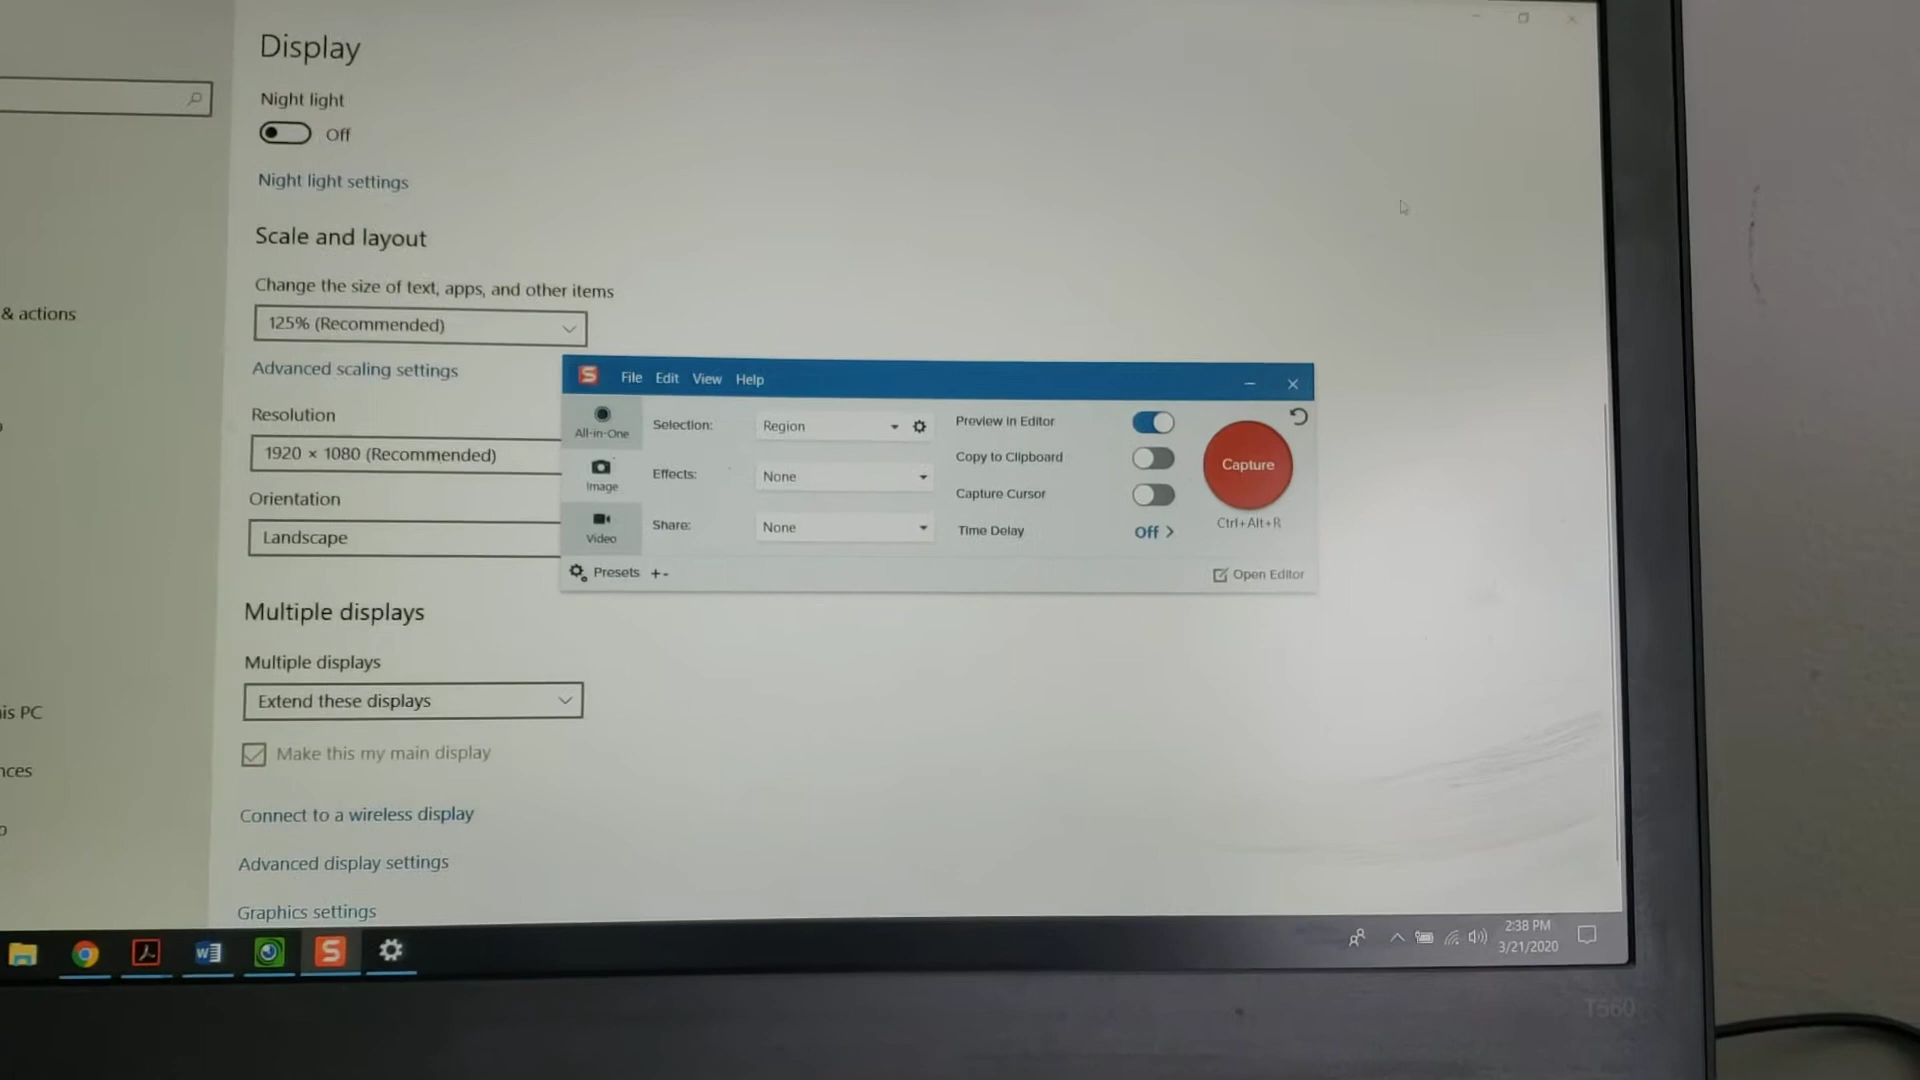 Display
Night light
Off
Night light settings
Scale and layout
Change the size of text, apps, and other items
125% (Recommended)
Advanced scaling settings
Resolution
1920 × 1080 (Recommended)
Orientation
Landscape
Multiple displays
Multiple displays
Extend these displays
Make this my main display
Connect to a wireless display
Advanced display settings
Graphics settings
& actions
is PC
nces
S File Edit View Help
All-in-One
Image
Video
Selection: Region
Effects: None
Share: None
Preview in Editor
Copy to Clipboard
Capture Cursor
Time Delay Off >
Capture
Ctrl+Alt+R
Presets + -
Open Editor
W S
2:38 PM
3/21/2020
T560